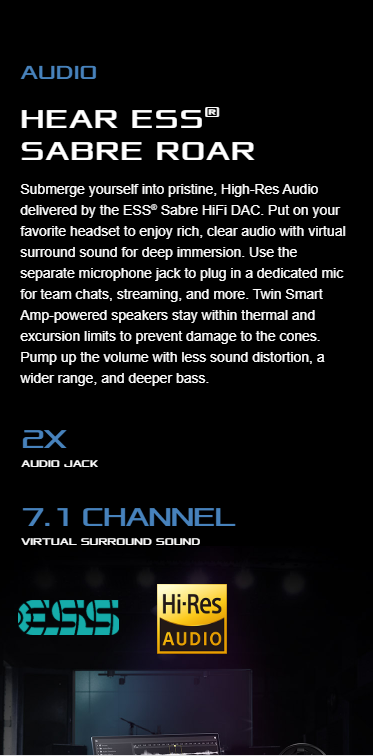 AUDIO
HEAR ESS®
SABRE ROAR
Submerge yourself into pristine, High-Res Audio
delivered by the ESS® Sabre HiFi DAC. Put on your
favorite headset to enjoy rich, clear audio with virtual
surround sound for deep immersion. Use the
separate microphone jack to plug in a dedicated mic
for team chats, streaming, and more. Twin Smart
Amp-powered speakers stay within thermal and
excursion limits to prevent damage to the cones.
Pump up the volume with less sound distortion, a
wider range, and deeper bass.
2X
AUDIO JACK
7.1 CHANNEL
VIRTUAL SURROUND SOUND
ESS
Hi-Res
AUDIO